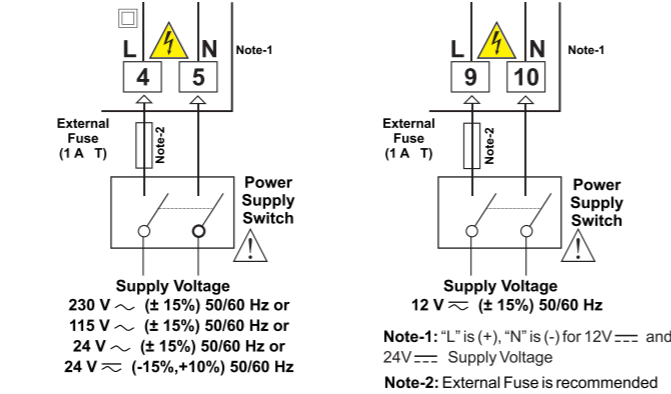 L N Note-1
4 5
External
Fuse
(1 A T)
Note-2
Power
Supply
Switch
Supply Voltage
230 V ~ (± 15%) 50/60 Hz or
115 V ~ (± 15%) 50/60 Hz or
24 V ~ (± 15%) 50/60 Hz or
24 V ⏦ (-15%,+10%) 50/60 Hz
L N Note-1
9 10
External
Fuse
(1 A T)
Note-2
Power
Supply
Switch
Supply Voltage
12 V ⏦ (± 15%) 50/60 Hz
Note-1: “L” is (+), “N” is (-) for 12V ⎓ and
24V ⎓ Supply Voltage
Note-2: External Fuse is recommended